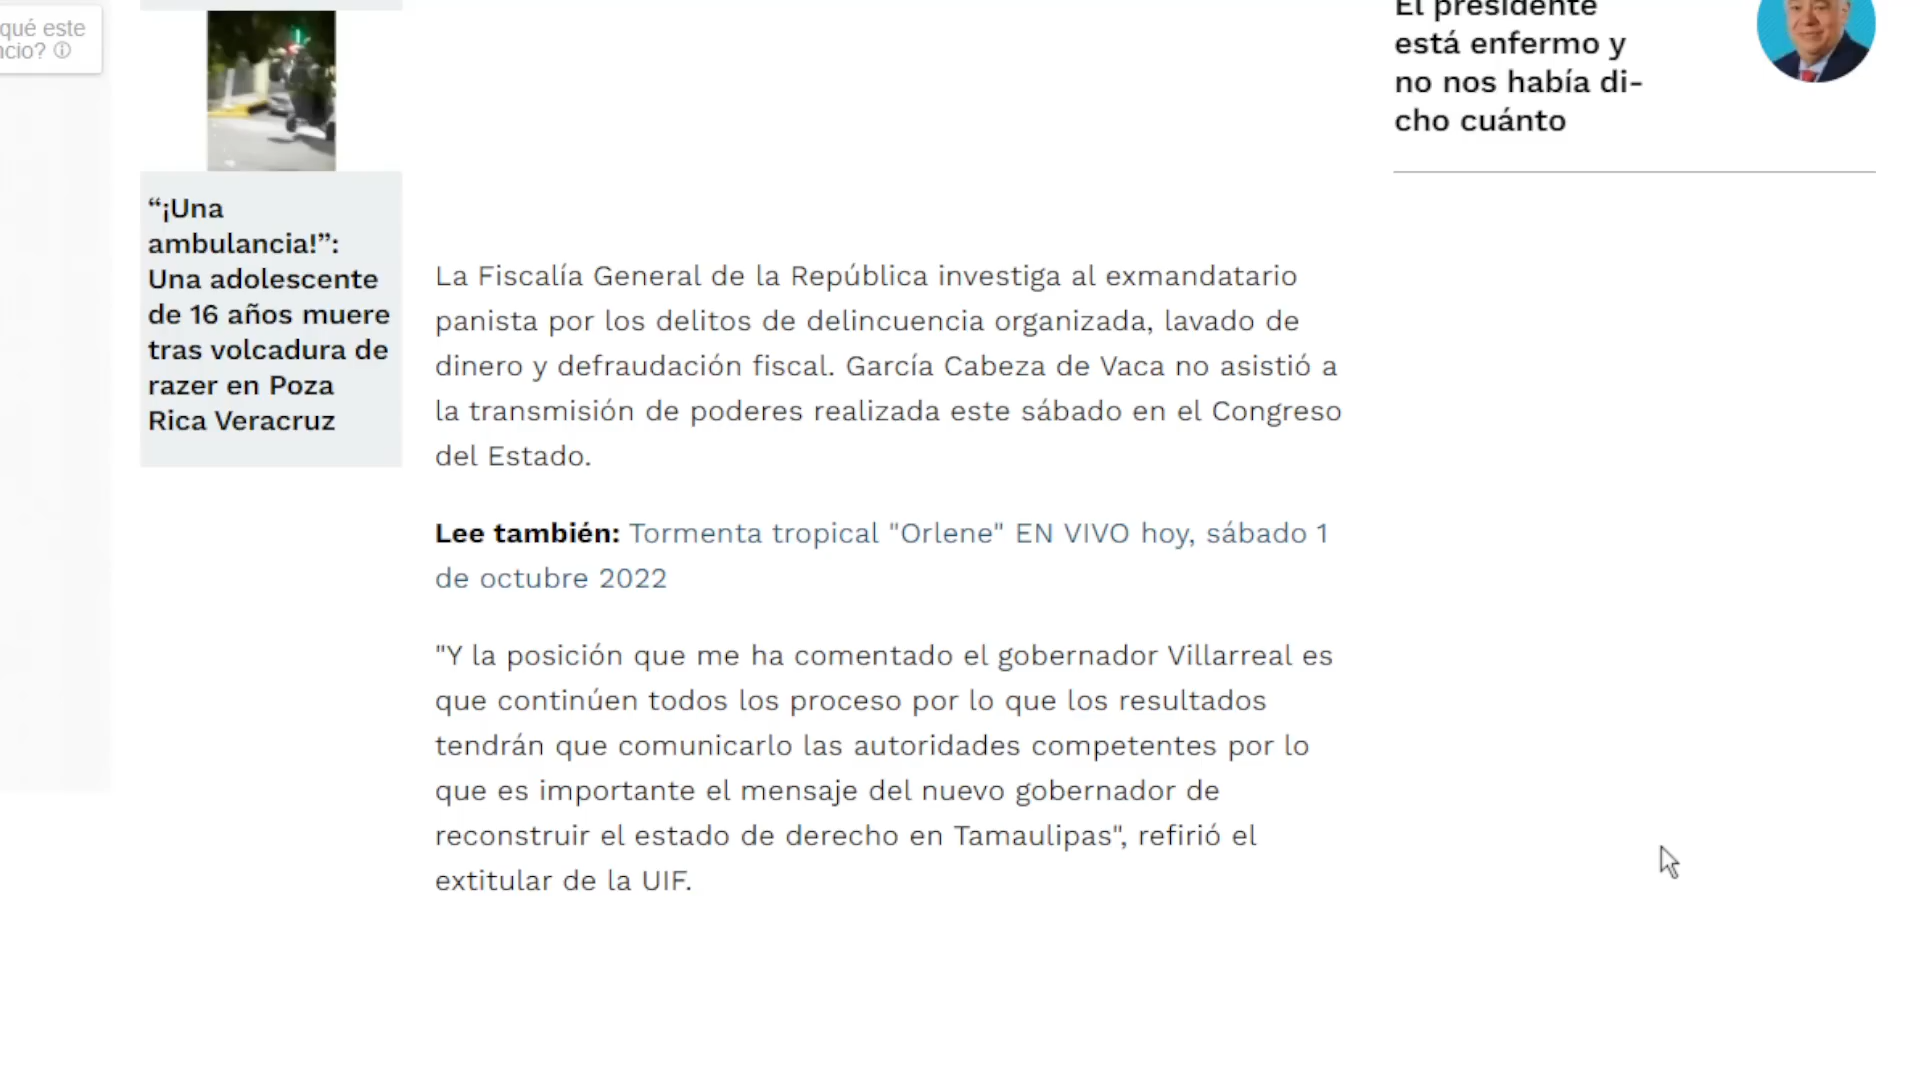 qué este
ncio? ⓘ
“¡Una
ambulancia!”:
Una adolescente
de 16 años muere
tras volcadura de
razer en Poza
Rica Veracruz
La Fiscalía General de la República investiga al exmandatario
panista por los delitos de delincuencia organizada, lavado de
dinero y defraudación fiscal. García Cabeza de Vaca no asistió a
la transmisión de poderes realizada este sábado en el Congreso
del Estado.
Lee también: Tormenta tropical "Orlene" EN VIVO hoy, sábado 1
de octubre 2022
"Y la posición que me ha comentado el gobernador Villarreal es
que continúen todos los proceso por lo que los resultados
tendrán que comunicarlo las autoridades competentes por lo
que es importante el mensaje del nuevo gobernador de
reconstruir el estado de derecho en Tamaulipas", refirió el
extitular de la UIF.
El presidente
está enfermo y
no nos había di-
cho cuánto